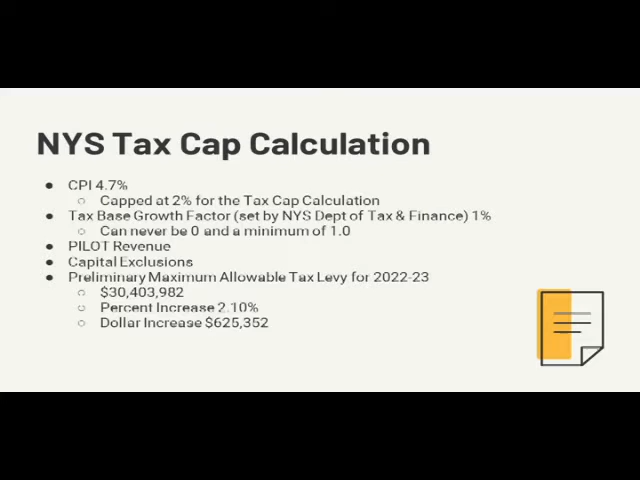 NYS Tax Cap Calculation
● CPI 4.7%
○ Capped at 2% for the Tax Cap Calculation
● Tax Base Growth Factor (set by NYS Dept of Tax & Finance) 1%
○ Can never be 0 and a minimum of 1.0
● PILOT Revenue
● Capital Exclusions
● Preliminary Maximum Allowable Tax Levy for 2022-23
○ $30,403,982
○ Percent Increase 2.10%
○ Dollar Increase $625,352